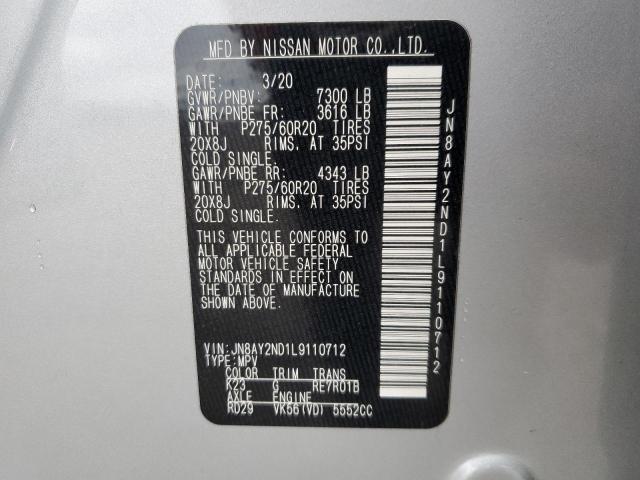 MFD BY NISSAN MOTOR CO.,LTD.
DATE: 3/20
GVWR/PNBV: 7300 LB
GAWR/PNBE FR: 3616 LB
WITH P275/60R20 TIRES
20X8J RIMS. AT 35PSI
COLD SINGLE.
GAWR/PNBE RR: 4343 LB
WITH P275/60R20 TIRES
20X8J RIMS. AT 35PSI
COLD SINGLE.
THIS VEHICLE CONFORMS TO
ALL APPLICABLE FEDERAL
MOTOR VEHICLE SAFETY
STANDARDS IN EFFECT ON
THE DATE OF MANUFACTURE
SHOWN ABOVE.
VIN:JN8AY2ND1L9110712
TYPE:MPV
COLOR TRIM TRANS
K23 G RE7R01B
AXLE ENGINE
RD29 VK56(VD) 5552CC
JN8AY2ND1L9110712